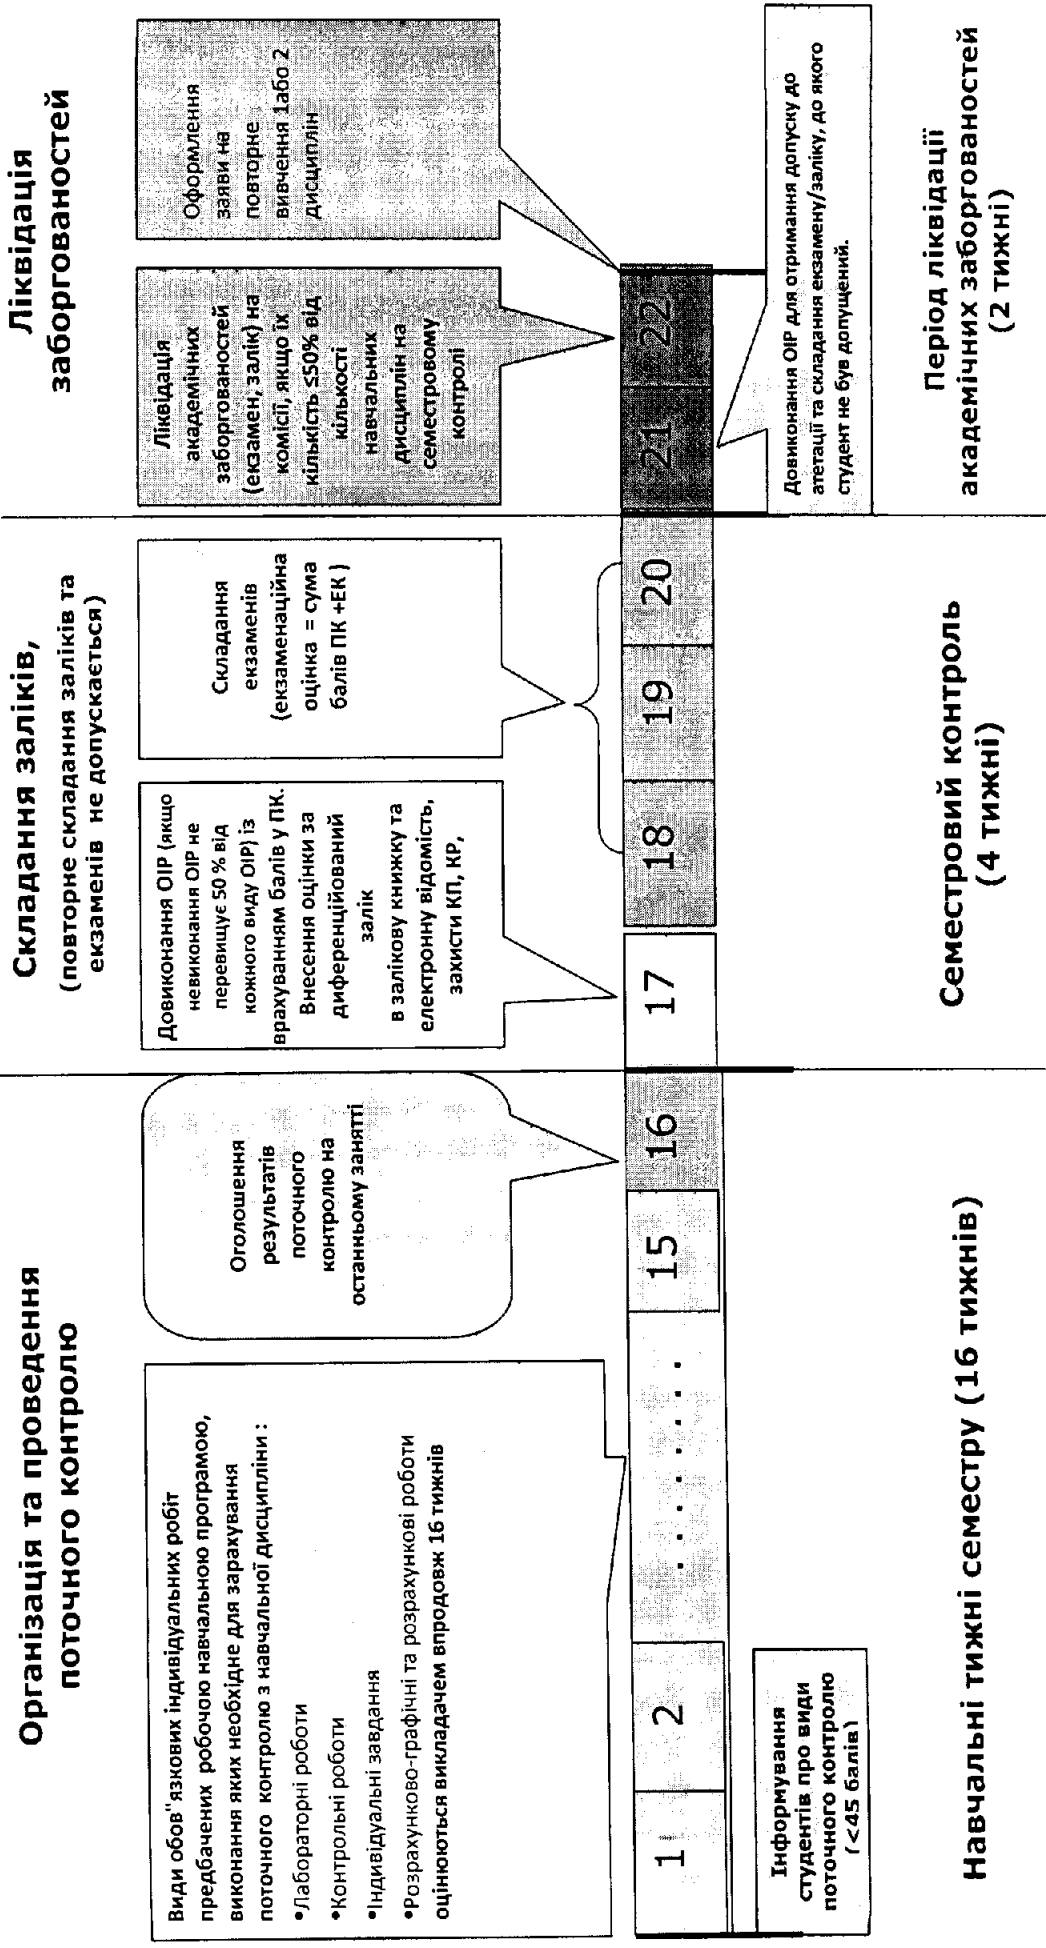 Організація та проведення
поточного контролю
Складання заліків,
(повторне складання заліків та
екзаменів не допускається)
Ліквідація
заборгованостей
Види обов"язкових індивідуальних робіт
предбачених робочою навчальною програмою,
виконання яких необхідне для зарахування
поточного контролю з навчальної дисципліни :
•Лабораторні роботи
•Контрольні роботи
•Індивідуальні завдання
•Розрахунково-графічні та розрахункові роботи
оцінюються викладачем впродовж 16 тижнів
Оголошення
результатів
поточного
контролю на
останньому занятті
Довиконання ОІР (якщо
невиконання ОІР не
перевищує 50 % від
кожного виду ОІР) із
врахуванням балів у ПК.
Внесення оцінки за
диференційований
залік
в залікову книжку та
електронну відомість,
захисти КП, КР,
Складання
екзаменів
(екзаменаційна
оцінка = сума
балів ПК +ЕК )
Ліквідація
академічних
заборгованостей
(екзамен, залік) на
комісії, якщо їх
кількість ≤50% від
кількості
навчальних
дисциплін на
семестровому
контролі
Оформлення
заяви на
повторне
вивчення 1або 2
дисциплін
1 2 . . . . . . . . 15 16 17 18 19 20 21 22
Інформування
студентів про види
поточного контролю
(<45 балів)
Довиконання ОІР для отримання допуску до
атетації та складання екзамену/заліку, до якого
студент не був допущений.
Навчальні тижні семестру (16 тижнів)
Семестровий контроль
(4 тижні)
Період ліквідації
академічних заборгованостей
(2 тижні)